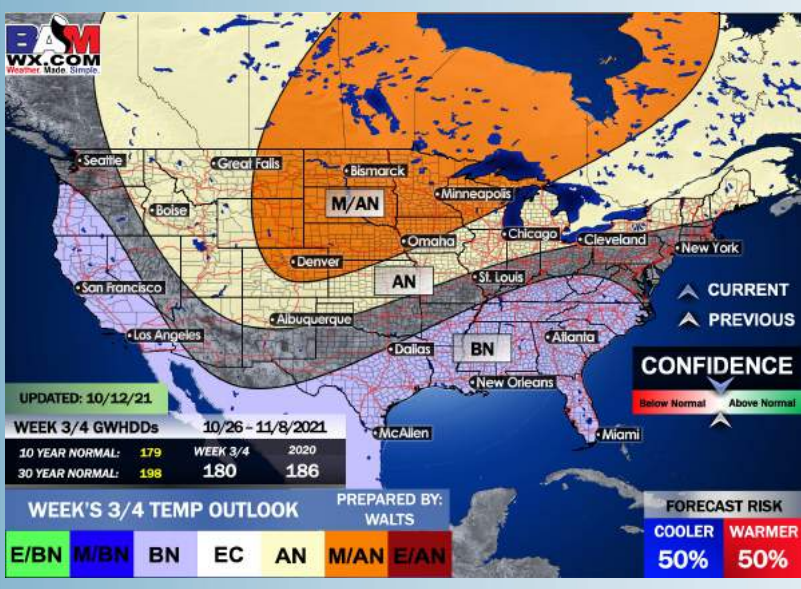 BAM
WX.COM
Weather. Made. Simple.
Seattle
Great Falls
Bismarck
Minneapolis
M/AN
Boise
Omaha
Chicago
Cleveland
New York
Denver
AN
St. Louis
San Francisco
Albuquerque
CURRENT
PREVIOUS
Los Angeles
Dallas
BN
Atlanta
New Orleans
McAllen
Miami
CONFIDENCE
Below Normal Above Normal
UPDATED: 10/12/21
WEEK 3/4 GWHDDs 10/26 - 11/8/2021
10 YEAR NORMAL: 179 WEEK 3/4 2020
30 YEAR NORMAL: 198 180 186
WEEK'S 3/4 TEMP OUTLOOK
PREPARED BY:
WALTS
E/BN M/BN BN EC AN M/AN E/AN
FORECAST RISK
COOLER WARMER
50% 50%